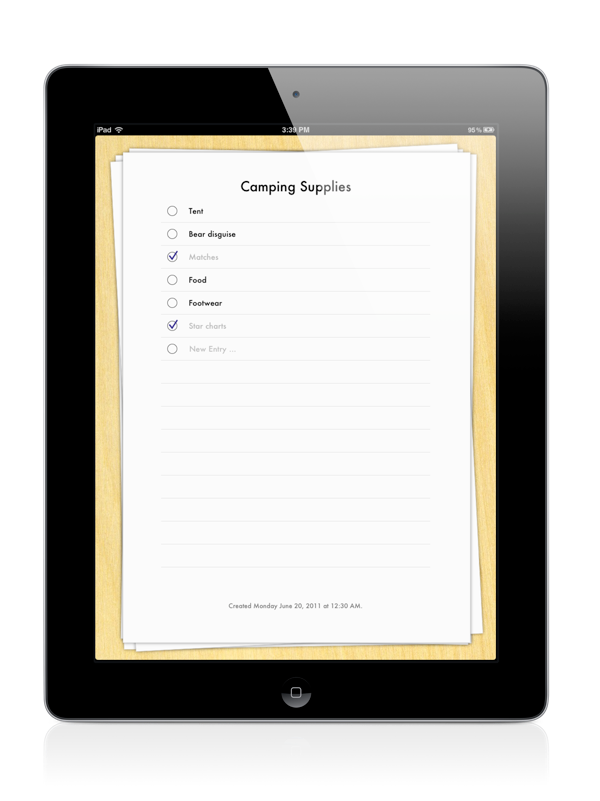 iPad 3:39 PM 95%
Camping Supplies
Tent
Bear disguise
Matches
Food
Footwear
Star charts
New Entry ...
Created Monday June 20, 2011 at 12:30 AM.